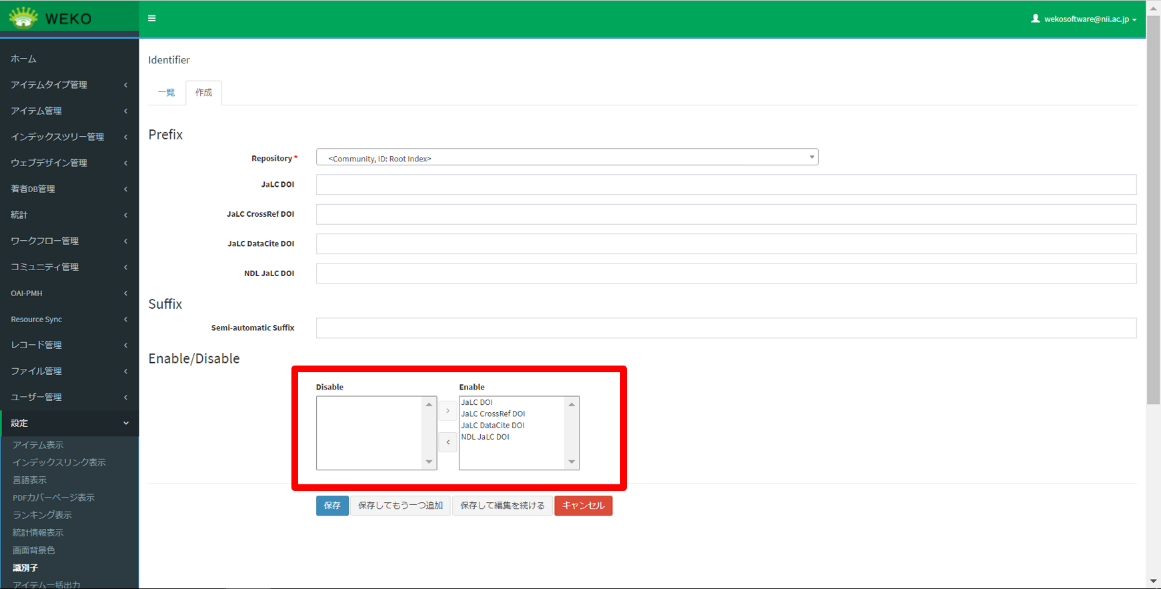 WEKO
wekosoftware@nii.ac.jp
ホーム
アイテムタイプ管理
アイテム管理
インデックスツリー管理
ウェブデザイン管理
著者DB管理
統計
ワークフロー管理
コミュニティ管理
OAI-PMH
Resource Sync
レコード管理
ファイル管理
ユーザー管理
設定
アイテム表示
インデックスリンク表示
言語表示
PDFカバーページ表示
ランキング表示
統計情報表示
画面背景色
識別子
アイテム一括出力
Identifier
一覧 作成
Prefix
Repository * <Community, ID: Root Index>
JaLC DOI
JaLC CrossRef DOI
JaLC DataCite DOI
NDL JaLC DOI
Suffix
Semi-automatic Suffix
Enable/Disable
Disable Enable
JaLC DOI
JaLC CrossRef DOI
JaLC DataCite DOI
NDL JaLC DOI
保存 保存してもう一つ追加 保存して編集を続ける キャンセル